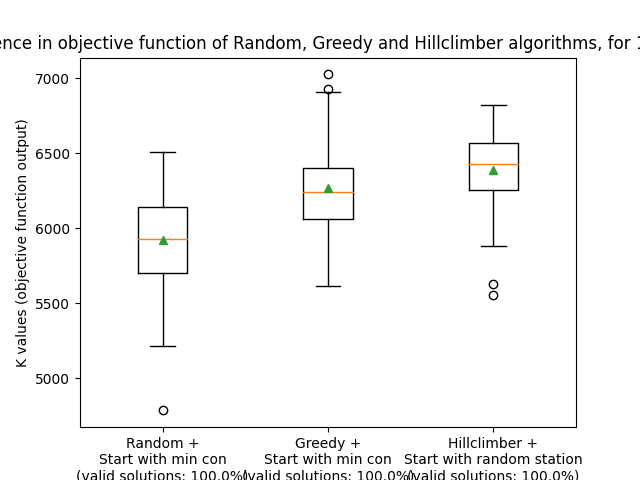 ence in objective function of Random, Greedy and Hillclimber algorithms, for 1
7000
6500
6000
5500
5000
K values (objective function output)
Random +
Start with min con
(valid solutions: 100.0%)
Greedy +
Start with min con
(valid solutions: 100.0%)
Hillclimber +
Start with random station
(valid solutions: 100.0%)